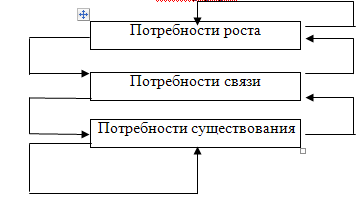 Потребности роста
Потребности связи
Потребности существования